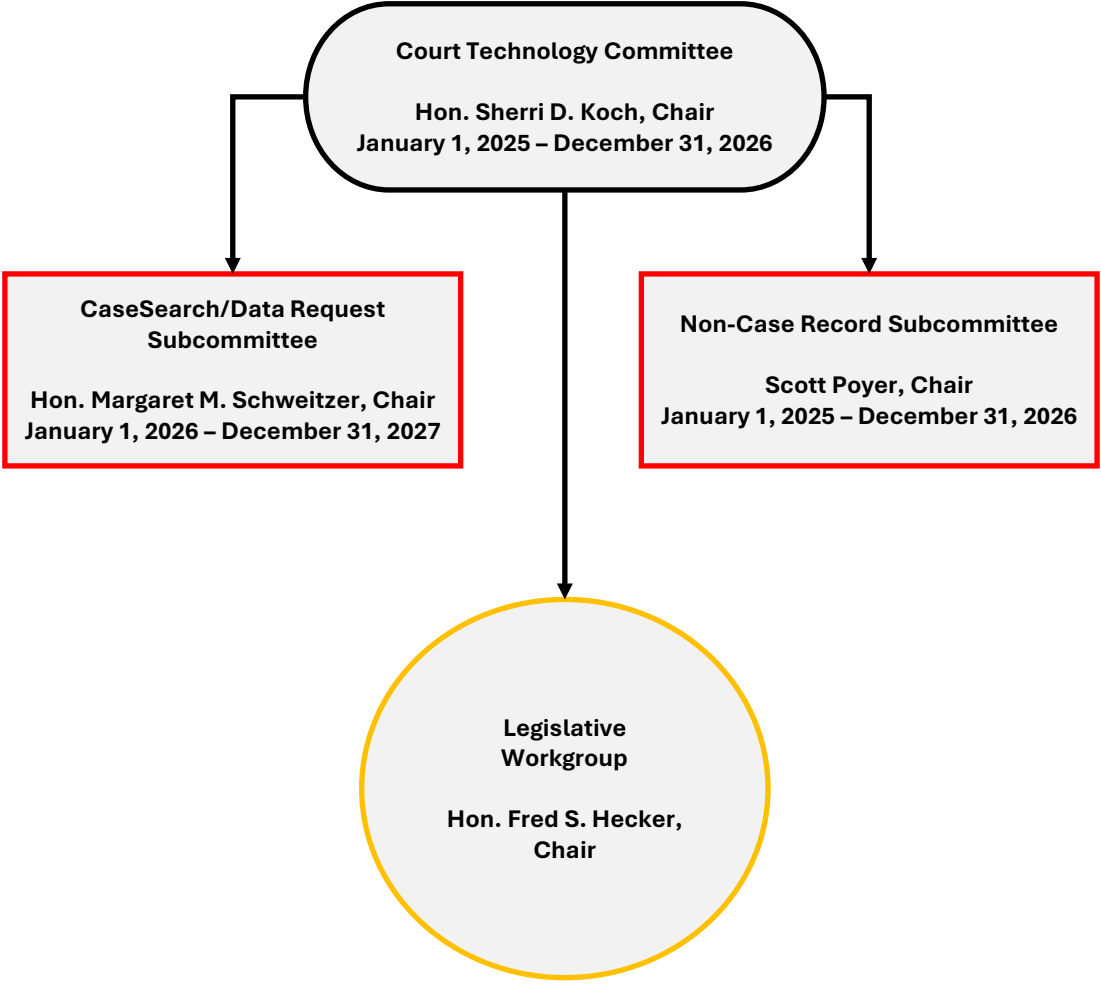 Court Technology Committee
Hon. Sherri D. Koch, Chair
January 1, 2025 – December 31, 2026
CaseSearch/Data Request
Subcommittee
Hon. Margaret M. Schweitzer, Chair
January 1, 2026 – December 31, 2027
Non-Case Record Subcommittee
Scott Poyer, Chair
January 1, 2025 – December 31, 2026
Legislative
Workgroup
Hon. Fred S. Hecker,
Chair